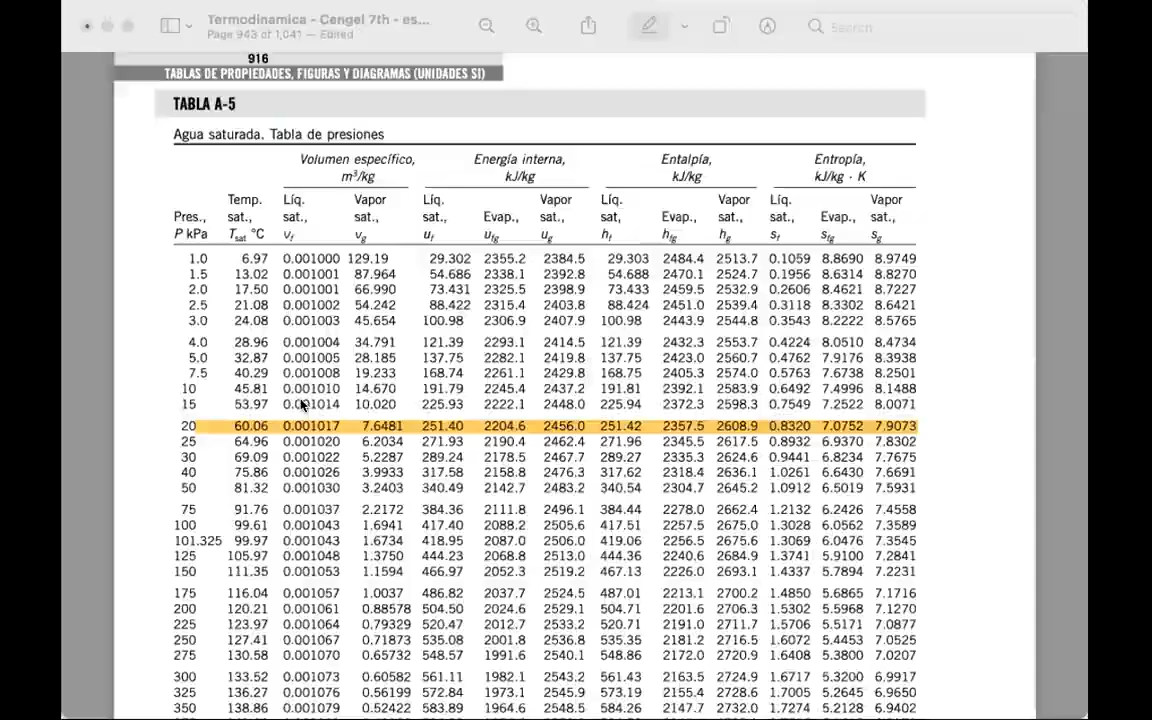 Termodinamica - Cengel 7th - es...
Page 943 of 1,041 — Edited
Search
916
TABLAS DE PROPIEDADES, FIGURAS Y DIAGRAMAS (UNIDADES SI)
TABLA A-5
Agua saturada. Tabla de presiones
Volumen específico, Energía interna, Entalpía, Entropía,
m³/kg kJ/kg kJ/kg kJ/kg · K
Temp. Líq. Vapor Líq. Vapor Líq. Vapor Líq. Vapor
Pres., sat., sat., sat., sat., Evap., sat., sat, Evap., sat., sat., Evap., sat.,
P kPa Tsat °C vf vg uf ufg ug hf hfg hg sf sfg sg
1.0 6.97 0.001000 129.19 29.302 2355.2 2384.5 29.303 2484.4 2513.7 0.1059 8.8690 8.9749
1.5 13.02 0.001001 87.964 54.686 2338.1 2392.8 54.688 2470.1 2524.7 0.1956 8.6314 8.8270
2.0 17.50 0.001001 66.990 73.431 2325.5 2398.9 73.433 2459.5 2532.9 0.2606 8.4621 8.7227
2.5 21.08 0.001002 54.242 88.422 2315.4 2403.8 88.424 2451.0 2539.4 0.3118 8.3302 8.6421
3.0 24.08 0.001003 45.654 100.98 2306.9 2407.9 100.98 2443.9 2544.8 0.3543 8.2222 8.5765
4.0 28.96 0.001004 34.791 121.39 2293.1 2414.5 121.39 2432.3 2553.7 0.4224 8.0510 8.4734
5.0 32.87 0.001005 28.185 137.75 2282.1 2419.8 137.75 2423.0 2560.7 0.4762 7.9176 8.3938
7.5 40.29 0.001008 19.233 168.74 2261.1 2429.8 168.75 2405.3 2574.0 0.5763 7.6738 8.2501
10 45.81 0.001010 14.670 191.79 2245.4 2437.2 191.81 2392.1 2583.9 0.6492 7.4996 8.1488
15 53.97 0.001014 10.020 225.93 2222.1 2448.0 225.94 2372.3 2598.3 0.7549 7.2522 8.0071
20 60.06 0.001017 7.6481 251.40 2204.6 2456.0 251.42 2357.5 2608.9 0.8320 7.0752 7.9073
25 64.96 0.001020 6.2034 271.93 2190.4 2462.4 271.96 2345.5 2617.5 0.8932 6.9370 7.8302
30 69.09 0.001022 5.2287 289.24 2178.5 2467.7 289.27 2335.3 2624.6 0.9441 6.8234 7.7675
40 75.86 0.001026 3.9933 317.58 2158.8 2476.3 317.62 2318.4 2636.1 1.0261 6.6430 7.6691
50 81.32 0.001030 3.2403 340.49 2142.7 2483.2 340.54 2304.7 2645.2 1.0912 6.5019 7.5931
75 91.76 0.001037 2.2172 384.36 2111.8 2496.1 384.44 2278.0 2662.4 1.2132 6.2426 7.4558
100 99.61 0.001043 1.6941 417.40 2088.2 2505.6 417.51 2257.5 2675.0 1.3028 6.0562 7.3589
101.325 99.97 0.001043 1.6734 418.95 2087.0 2506.0 419.06 2256.5 2675.6 1.3069 6.0476 7.3545
125 105.97 0.001048 1.3750 444.23 2068.8 2513.0 444.36 2240.6 2684.9 1.3741 5.9100 7.2841
150 111.35 0.001053 1.1594 466.97 2052.3 2519.2 467.13 2226.0 2693.1 1.4337 5.7894 7.2231
175 116.04 0.001057 1.0037 486.82 2037.7 2524.5 487.01 2213.1 2700.2 1.4850 5.6865 7.1716
200 120.21 0.001061 0.88578 504.50 2024.6 2529.1 504.71 2201.6 2706.3 1.5302 5.5968 7.1270
225 123.97 0.001064 0.79329 520.47 2012.7 2533.2 520.71 2191.0 2711.7 1.5706 5.5171 7.0877
250 127.41 0.001067 0.71873 535.08 2001.8 2536.8 535.35 2181.2 2716.5 1.6072 5.4453 7.0525
275 130.58 0.001070 0.65732 548.57 1991.6 2540.1 548.86 2172.0 2720.9 1.6408 5.3800 7.0207
300 133.52 0.001073 0.60582 561.11 1982.1 2543.2 561.43 2163.5 2724.9 1.6717 5.3200 6.9917
325 136.27 0.001076 0.56199 572.84 1973.1 2545.9 573.19 2155.4 2728.6 1.7005 5.2645 6.9650
350 138.86 0.001079 0.52422 583.89 1964.6 2548.5 584.26 2147.7 2732.0 1.7274 5.2128 6.9402